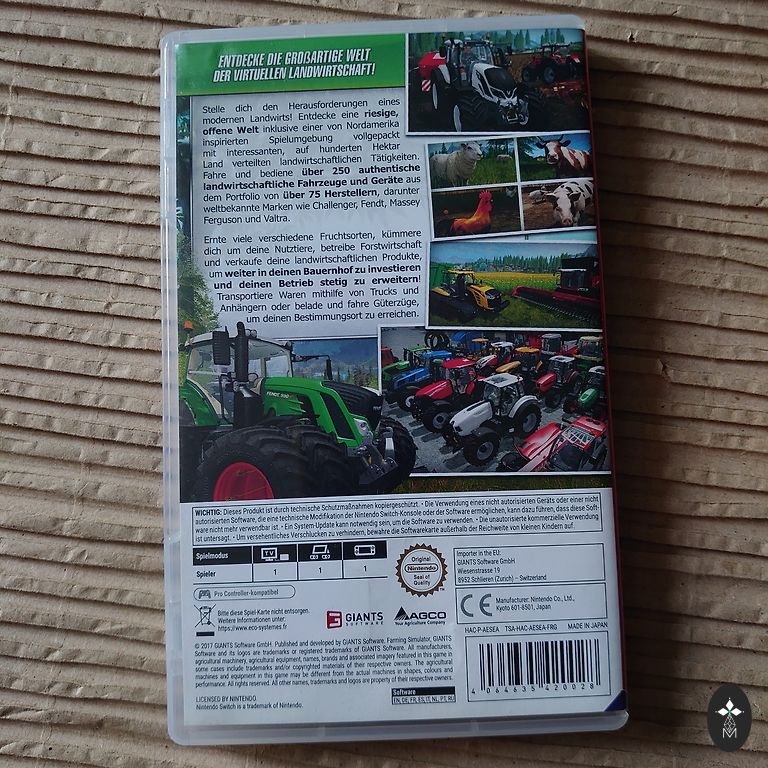 ENTDECKE DIE GROßARTIGE WELT
DER VIRTUELLEN LANDWIRTSCHAFT!
Stelle dich den Herausforderungen eines
modernen Landwirts! Entdecke eine riesige,
offene Welt inklusive einer von Nordamerika
inspirierten Spielumgebung vollgepackt
mit interessanten, auf hunderten Hektar
Land verteilten landwirtschaftlichen Tätigkeiten.
Fahre und bediene über 250 authentische
landwirtschaftliche Fahrzeuge und Geräte aus
dem Portfolio von über 75 Herstellern, darunter
weltbekannte Marken wie Challenger, Fendt, Massey
Ferguson und Valtra.
Ernte viele verschiedene Fruchtsorten, kümmere
dich um deine Nutztiere, betreibe Forstwirtschaft
und verkaufe deine landwirtschaftlichen Produkte,
um weiter in deinen Bauernhof zu investieren
und deinen Betrieb stetig zu erweitern!
Transportiere Waren mithilfe von Trucks und
Anhängern oder belade und fahre Güterzüge,
um deinen Bestimmungsort zu erreichen.
FENDT 930
WICHTIG: Dieses Produkt ist durch technische Schutzmaßnahmen kopiergeschützt. • Die Verwendung eines nicht autorisierten Geräts oder einer nicht
autorisierten Software, die eine technische Modifikation der Nintendo Switch-Konsole oder der Software ermöglichen, kann dazu führen, dass diese Soft-
ware nicht mehr verwendbar ist. • Ein System-Update kann notwendig sein, um die Software zu verwenden. • Die unautorisierte kommerzielle Verwendung
ist untersagt. • Um versehentliches Verschlucken zu verhindern, bewahre die Softwarekarte außerhalb der Reichweite von kleinen Kindern auf.
Spielmodus TV
Spieler 1 1 1
Pro Controller-kompatibel
Original
Nintendo
Seal of
Quality
TM
Importer in the EU:
GIANTS Software GmbH
Wiesenstrasse 19
8952 Schlieren (Zurich) – Switzerland
CE Manufacturer: Nintendo Co., Ltd.,
Kyoto 601-8501, Japan
Bitte diese Spiel-Karte nicht entsorgen.
Weitere Informationen unter:
https://www.eco-systemes.fr
GIANTS
SOFTWARE
AGCO
Your Agriculture Company
HAC-P-AESEA TSA-HAC-AESEA-FRG MADE IN JAPAN
© 2017 GIANTS Software GmbH. Published and developed by GIANTS Software. Farming Simulator, GIANTS
Software and its logos are trademarks or registered trademarks of GIANTS Software. All manufacturers,
agricultural machinery, agricultural equipment, names, brands and associated imagery featured in this game in
some cases include trademarks and/or copyrighted materials of their respective owners. The agricultural
machines and equipment in this game may be different from the actual machines in shapes, colours and
performance. All rights reserved. All other names, trademarks and logos are property of their respective owners.
LICENSED BY NINTENDO.
Nintendo Switch is a trademark of Nintendo.
Software
EN, DE, FR, ES, IT, NL, PT, RU
4 064635 420028
M